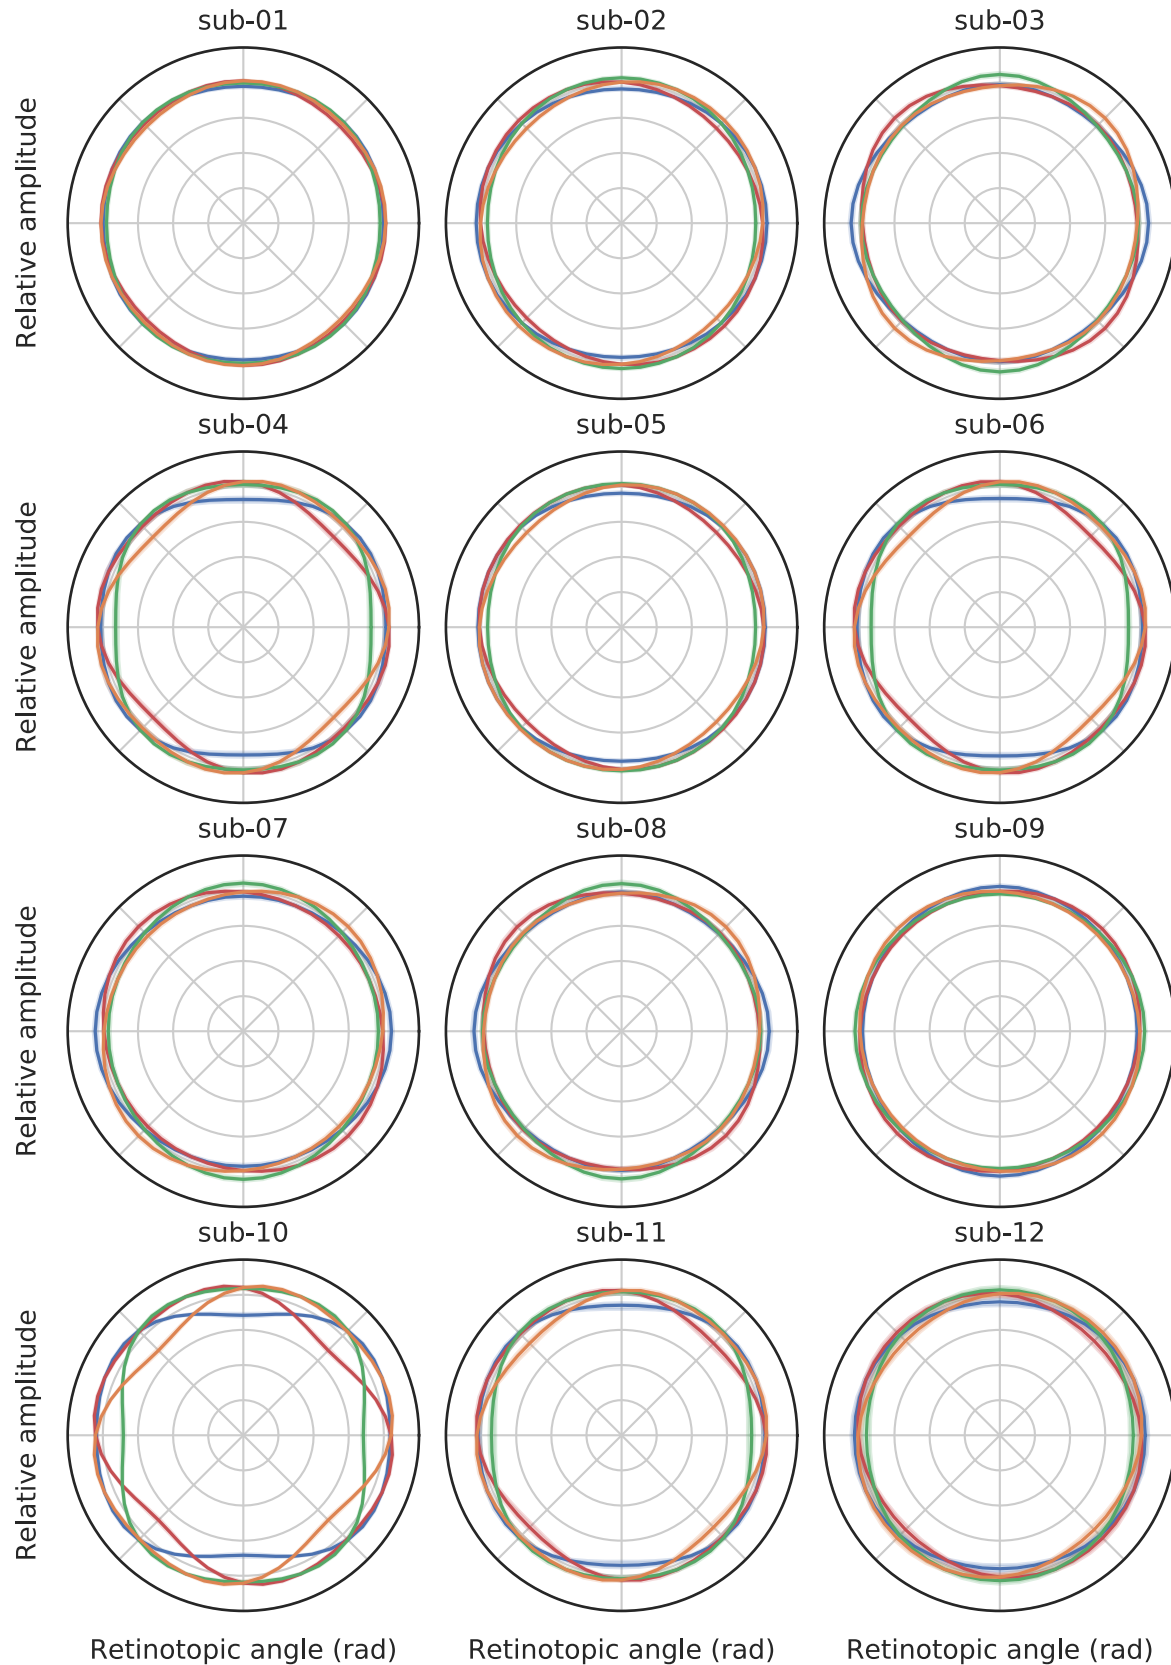 sub-01
sub-02
sub-03
Relative amplitude
sub-04
sub-05
sub-06
Relative amplitude
sub-07
sub-08
sub-09
Relative amplitude
sub-10
sub-11
sub-12
Relative amplitude
Retinotopic angle (rad)
Retinotopic angle (rad)
Retinotopic angle (rad)